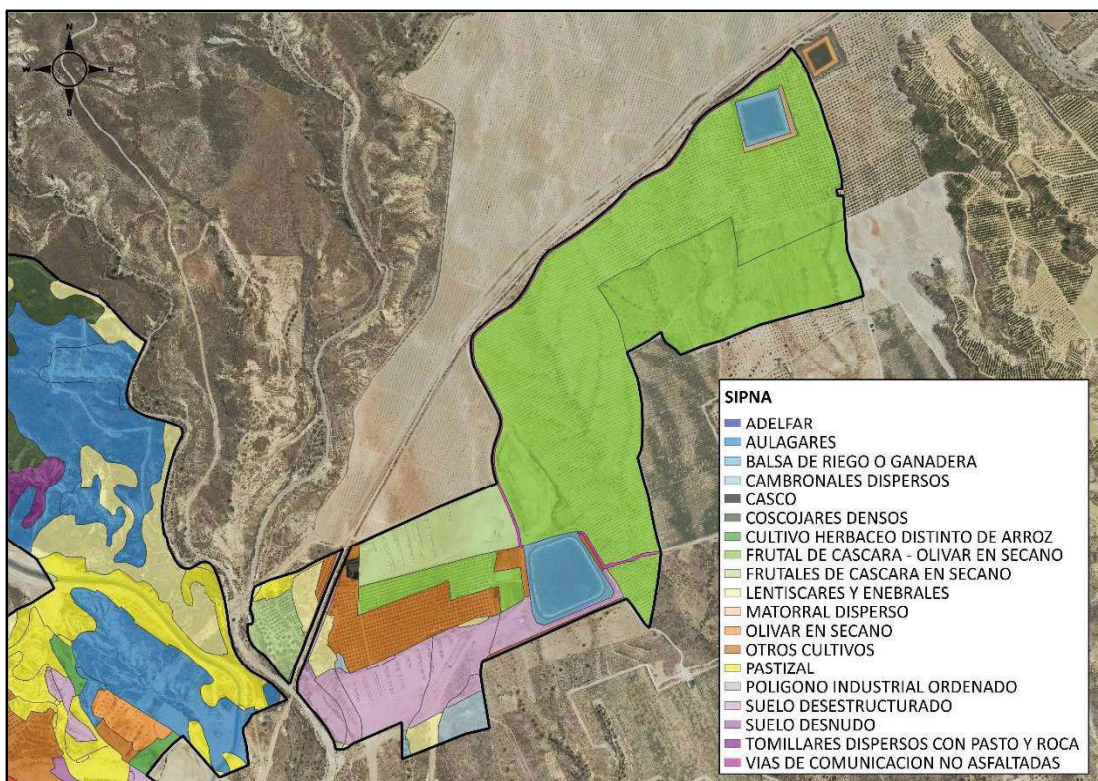 N
W E
S
SIPNA
ADELFAR
AULAGARES
BALSA DE RIEGO O GANADERA
CAMBRONALES DISPERSOS
CASCO
COSCOJARES DENSOS
CULTIVO HERBACEO DISTINTO DE ARROZ
FRUTAL DE CASCARA - OLIVAR EN SECANO
FRUTALES DE CASCARA EN SECANO
LENTISCARES Y ENEBRALES
MATORRAL DISPERSO
OLIVAR EN SECANO
OTROS CULTIVOS
PASTIZAL
POLIGONO INDUSTRIAL ORDENADO
SUELO DESESTRUCTURADO
SUELO DESNUDO
TOMILLARES DISPERSOS CON PASTO Y ROCA
VIAS DE COMUNICACION NO ASFALTADAS